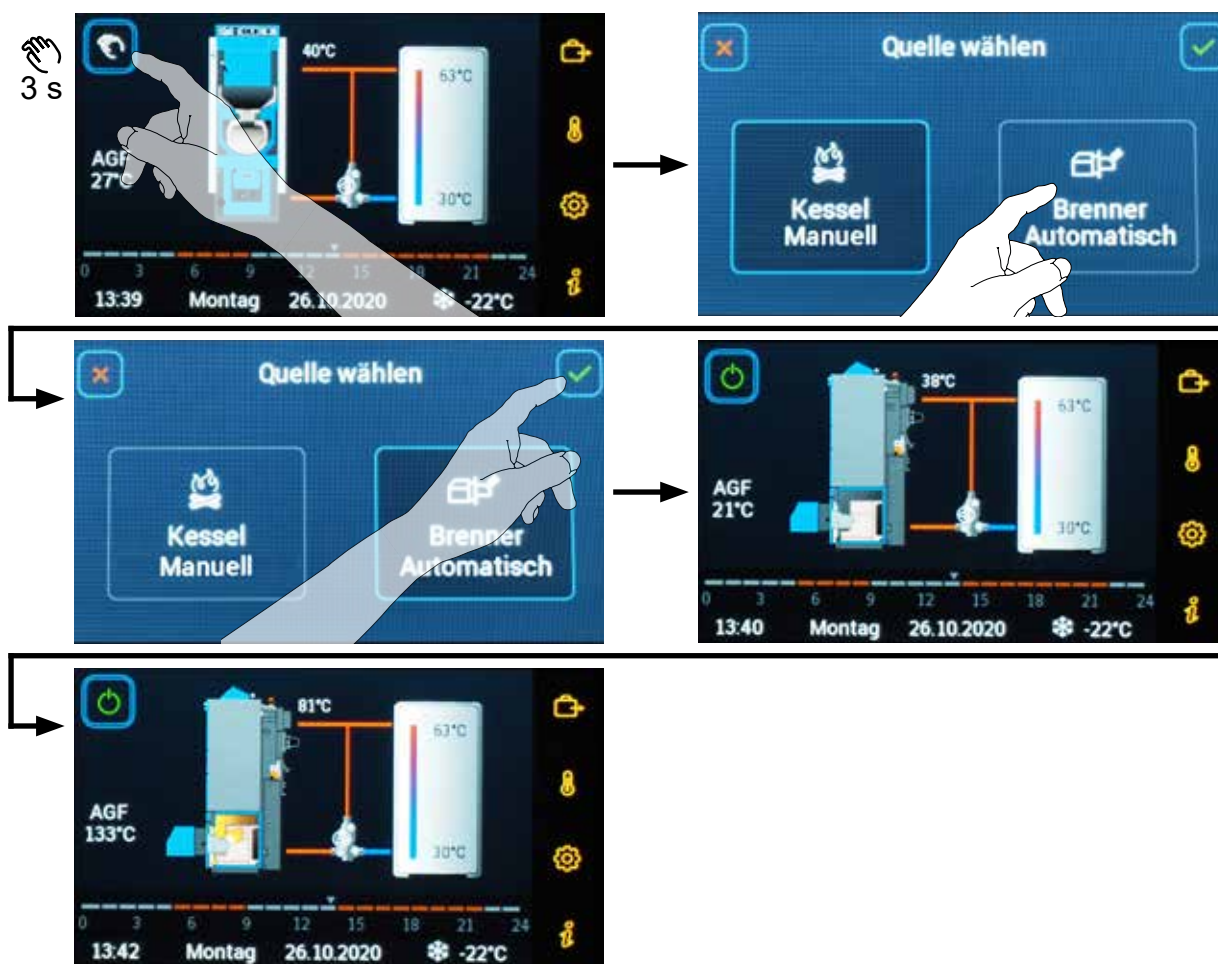 3 s
40°C
63°C
AGF
27°C
30°C
0 3 6 9 12 15 18 21 24
13:39 Montag 26.10.2020 -22°C
Quelle wählen
Kessel
Manuell
Brenner
Automatisch
Quelle wählen
Kessel
Manuell
Brenner
Automatisch
38°C
63°C
AGF
21°C
30°C
0 3 6 9 12 15 18 21 24
13:40 Montag 26.10.2020 -22°C
81°C
63°C
AGF
133°C
30°C
0 3 6 9 12 15 18 21 24
13:42 Montag 26.10.2020 -22°C